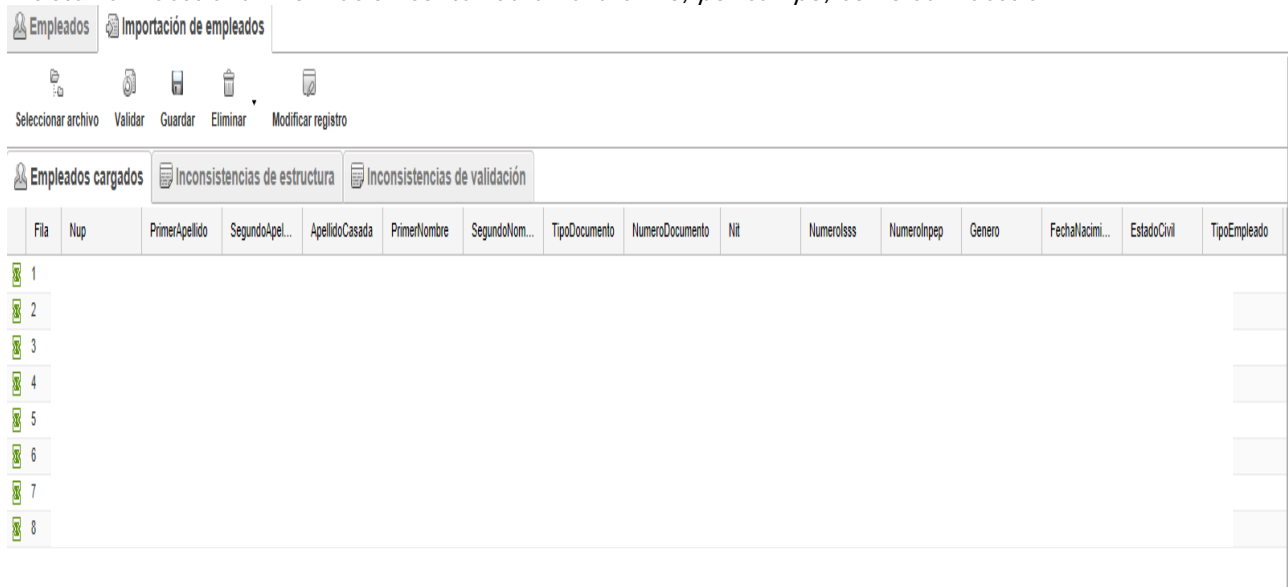 Empleados Importación de empleados
Seleccionar archivo Validar Guardar Eliminar Modificar registro
Empleados cargados Inconsistencias de estructura Inconsistencias de validación
Fila Nup PrimerApellido SegundoApel... ApellidoCasada PrimerNombre SegundoNom... TipoDocumento NumeroDocumento Nit NumeroIsss NumeroInpep Genero FechaNacimi... EstadoCivil TipoEmpleado
1
2
3
4
5
6
7
8